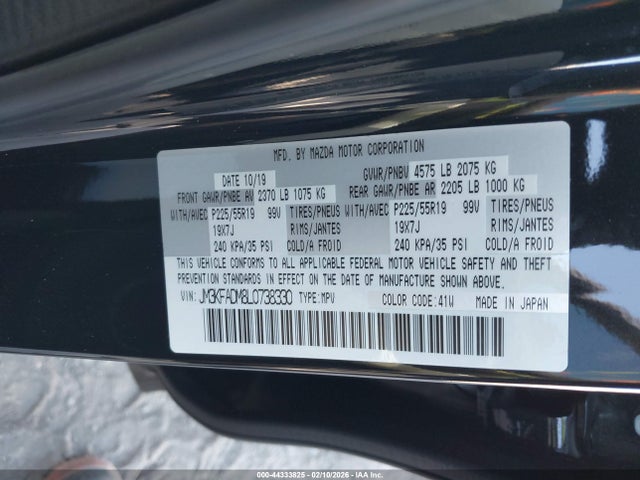 MFD. BY MAZDA MOTOR CORPORATION
DATE 10/19 GVWR/PNBV 4575 LB 2075 KG
FRONT GAWR/PNBE AV 2370 LB 1075 KG REAR GAWR/PNBE AR 2205 LB 1000 KG
WITH/AVEC P225/55R19 99V TIRES/PNEUS WITH/AVEC P225/55R19 99V TIRES/PNEUS
19X7J RIMS/JANTES 19X7J RIMS/JANTES
240 KPA/35 PSI COLD/A FROID 240 KPA/35 PSI COLD/A FROID
THIS VEHICLE CONFORMS TO ALL APPLICABLE FEDERAL MOTOR VEHICLE SAFETY AND THEFT
PREVENTION STANDARDS IN EFFECT ON THE DATE OF MANUFACTURE SHOWN ABOVE.
VIN: JM3KFADM8L0738330 TYPE:MPV COLOR CODE:41W MADE IN JAPAN
000-44333825 - 02/10/2026 - IAA Inc.